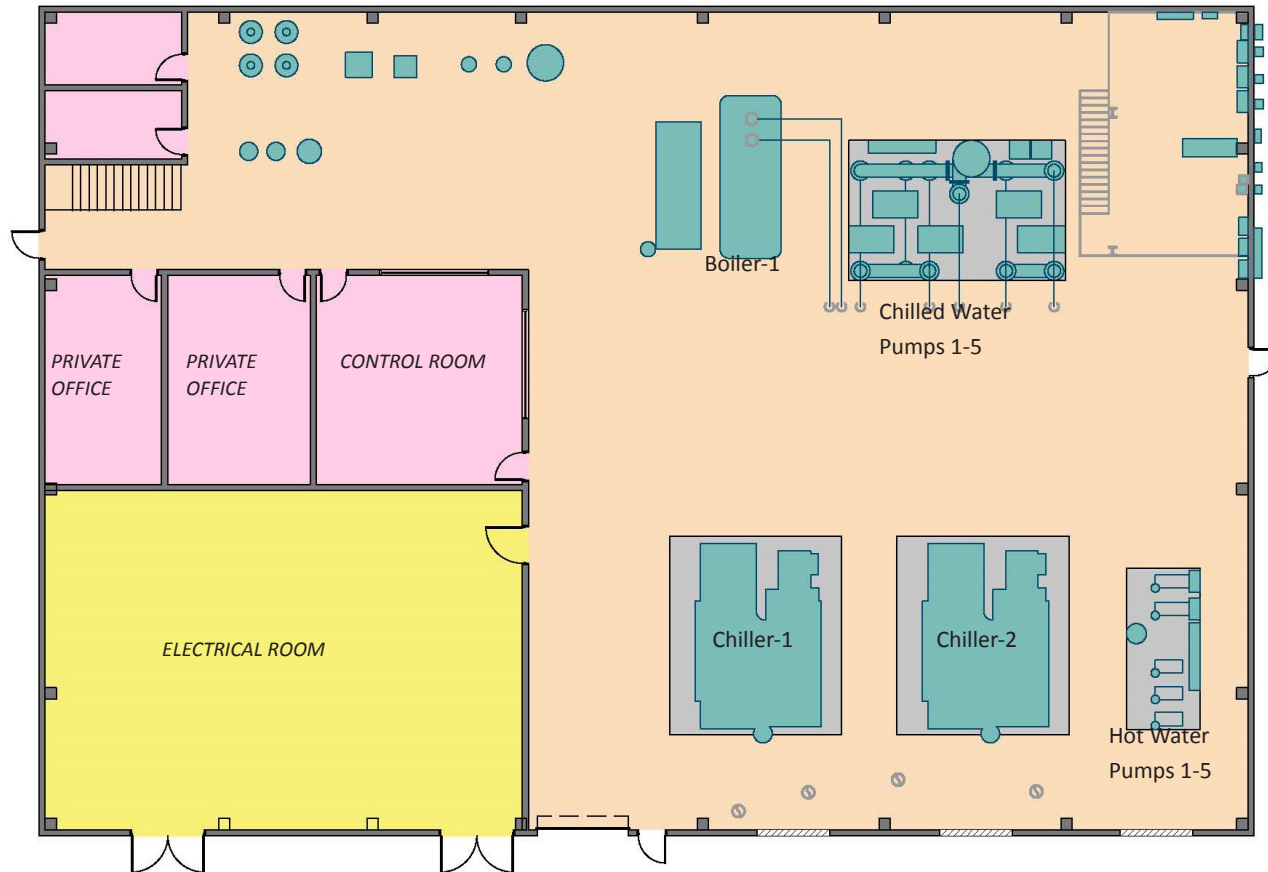 Boiler-1
Chilled Water
Pumps 1-5
PRIVATE
OFFICE
PRIVATE
OFFICE
CONTROL ROOM
ELECTRICAL ROOM
Chiller-1
Chiller-2
Hot Water
Pumps 1-5